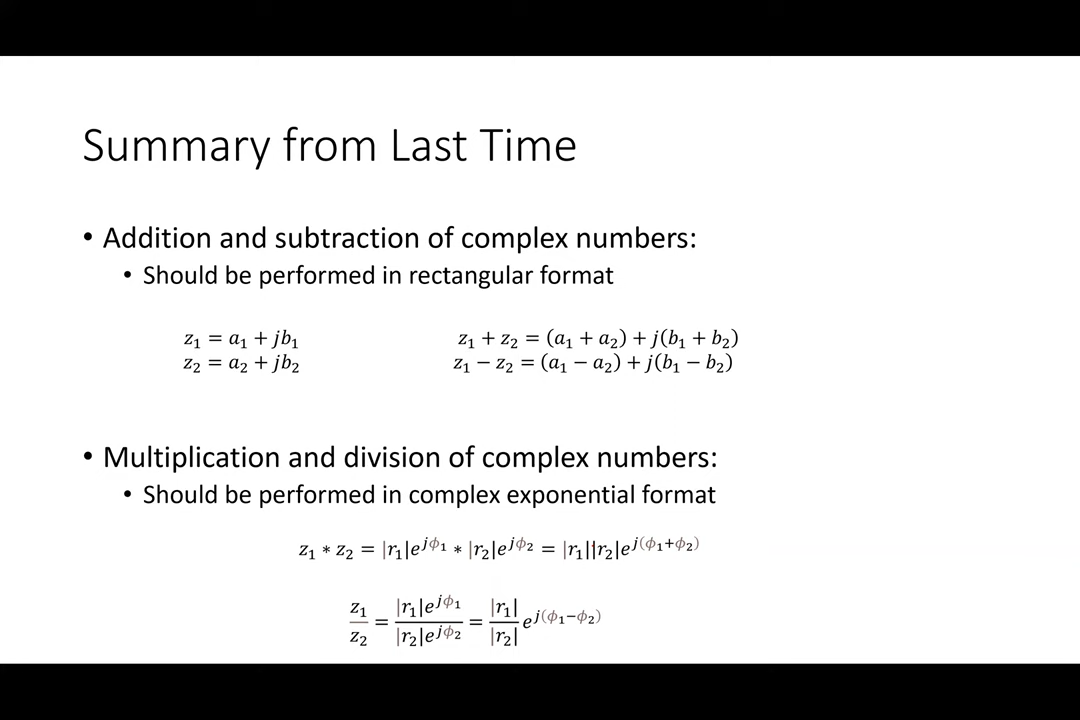 Summary from Last Time
• Addition and subtraction of complex numbers:
• Should be performed in rectangular format
z₁ = a₁ + jb₁
z₂ = a₂ + jb₂
z₁ + z₂ = (a₁ + a₂) + j(b₁ + b₂)
z₁ − z₂ = (a₁ − a₂) + j(b₁ − b₂)
• Multiplication and division of complex numbers:
• Should be performed in complex exponential format
z₁ * z₂ = |r₁|e^{jϕ₁} * |r₂|e^{jϕ₂} = |r₁||r₂|e^{j(ϕ₁+ϕ₂)}
z₁/z₂ = |r₁|e^{jϕ₁}/|r₂|e^{jϕ₂} = |r₁|/|r₂| e^{j(ϕ₁−ϕ₂)}